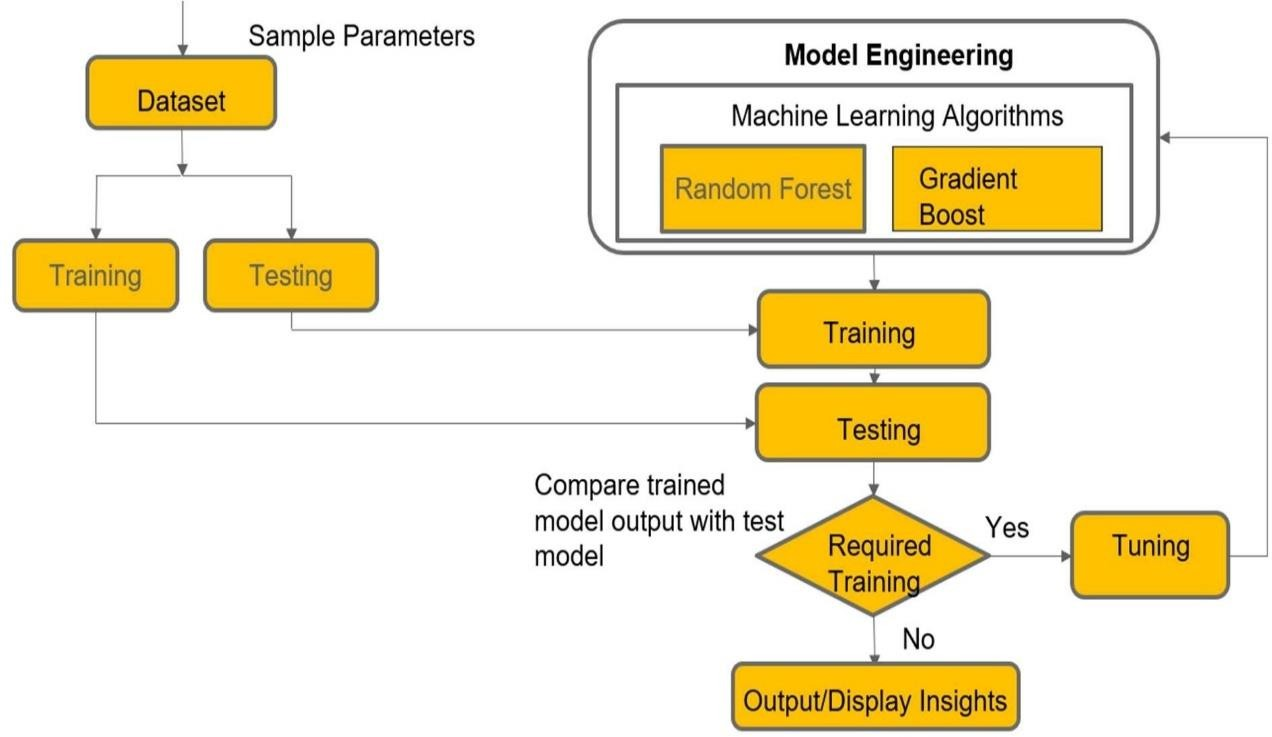 Sample Parameters
Dataset
Training
Testing
Model Engineering
Machine Learning Algorithms
Random Forest
Gradient
Boost
Training
Testing
Compare trained
model output with test
model
Required
Training
Yes
Tuning
No
Output/Display Insights